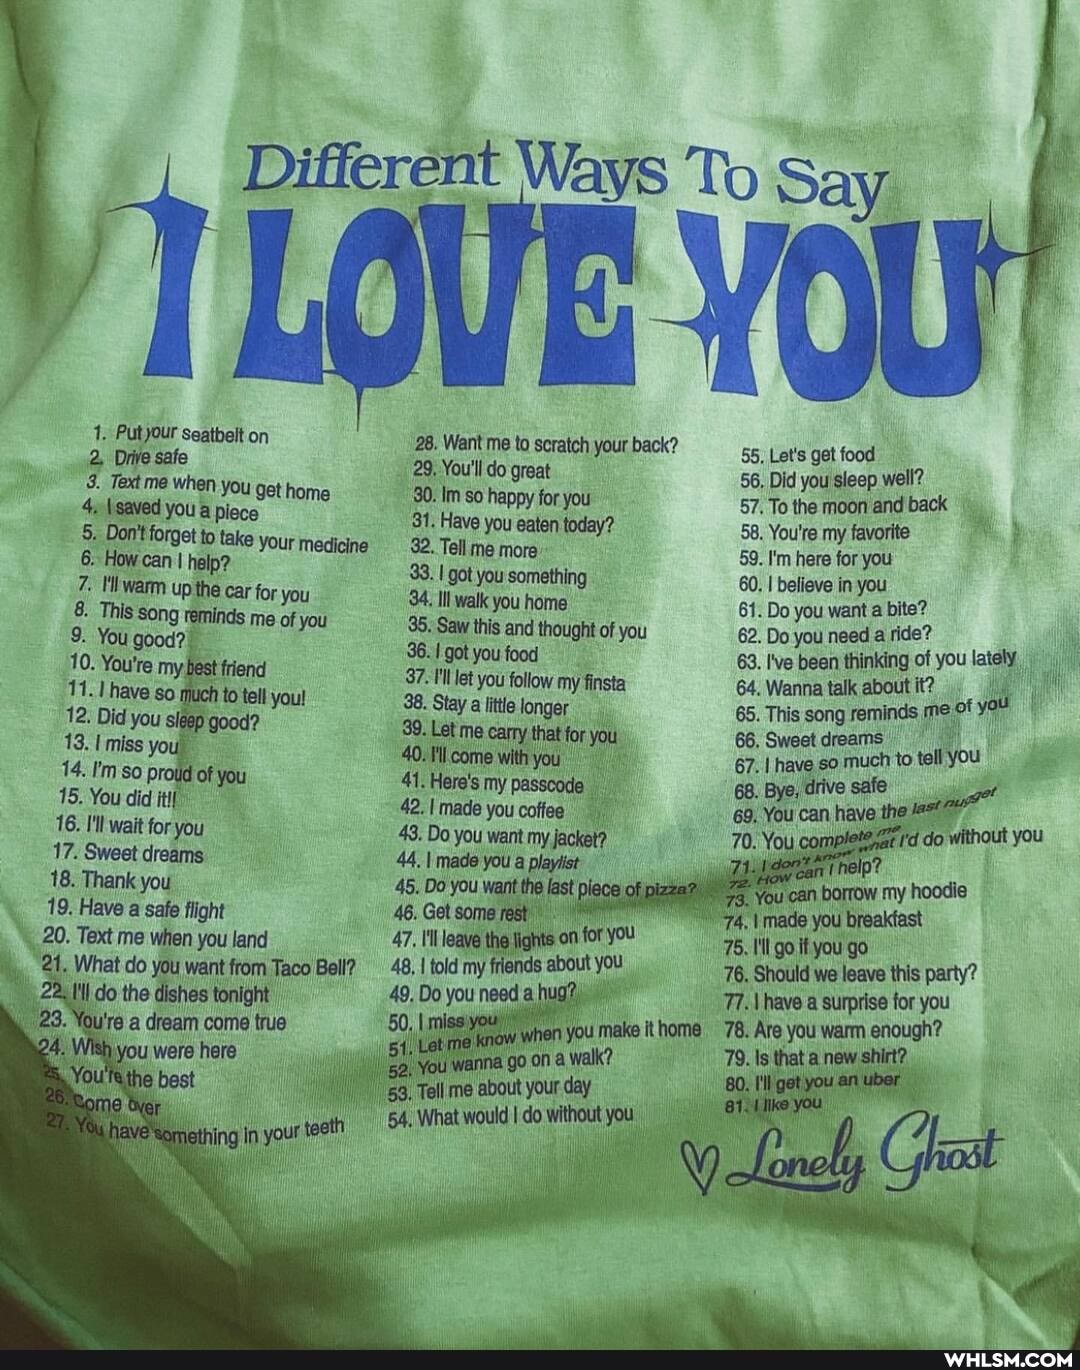 Different Ways To Say
I LOVE YOU
1. Put your seatbelt on
2. Drive safe
3. Text me when you get home
4. I saved you a piece
5. Don't forget to take your medicine
6. How can I help?
7. I'll warm up the car for you
8. This song reminds me of you
9. You good?
10. You're my best friend
11. I have so much to tell you!
12. Did you sleep good?
13. I miss you
14. I'm so proud of you
15. You did it!!
16. I'll wait for you
17. Sweet dreams
18. Thank you
19. Have a safe flight
20. Text me when you land
21. What do you want from Taco Bell?
22. I'll do the dishes tonight
23. You're a dream come true
24. Wish you were here
25. You're the best
26. Come over
27. You have something in your teeth
28. Want me to scratch your back?
29. You'll do great
30. Im so happy for you
31. Have you eaten today?
32. Tell me more
33. I got you something
34. Ill walk you home
35. Saw this and thought of you
36. I got you food
37. I'll let you follow my finsta
38. Stay a little longer
39. Let me carry that for you
40. I'll come with you
41. Here's my passcode
42. I made you coffee
43. Do you want my jacket?
44. I made you a playlist
45. Do you want the last piece of pizza?
46. Get some rest
47. I'll leave the lights on for you
48. I told my friends about you
49. Do you need a hug?
50. I miss you
51. Let me know when you make it home
52. You wanna go on a walk?
53. Tell me about your day
54. What would I do without you
55. Let's get food
56. Did you sleep well?
57. To the moon and back
58. You're my favorite
59. I'm here for you
60. I believe in you
61. Do you want a bite?
62. Do you need a ride?
63. I've been thinking of you lately
64. Wanna talk about it?
65. This song reminds me of you
66. Sweet dreams
67. I have so much to tell you
68. Bye, drive safe
69. You can have the last nugget
70. You complete me
71. I don't know what I'd do without you
72. How can I help?
73. You can borrow my hoodie
74. I made you breakfast
75. I'll go if you go
76. Should we leave this party?
77. I have a surprise for you
78. Are you warm enough?
79. Is that a new shirt?
80. I'll get you an uber
81. I like you
Lonely Ghost
WHLSM.COM